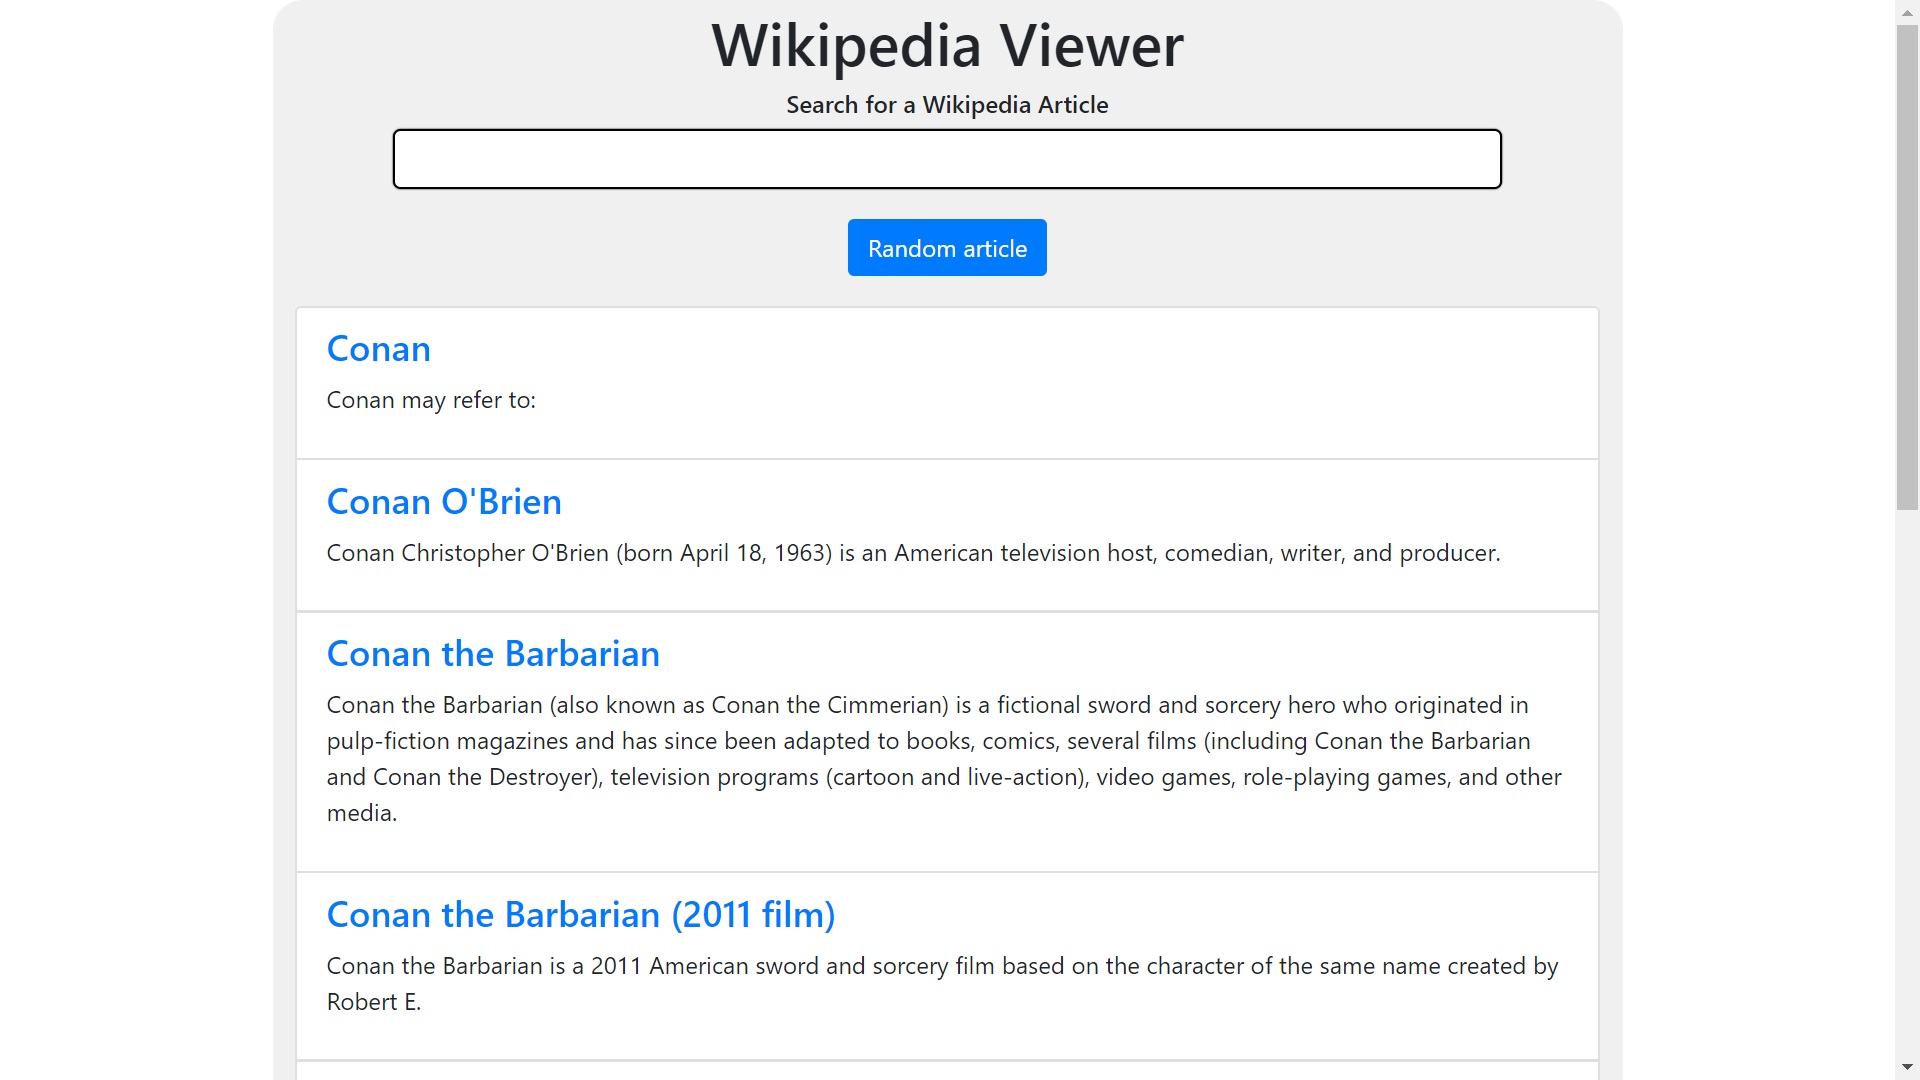 Wikipedia Viewer
Search for a Wikipedia Article
Random article
Conan
Conan may refer to:
Conan O'Brien
Conan Christopher O'Brien (born April 18, 1963) is an American television host, comedian, writer, and producer.
Conan the Barbarian
Conan the Barbarian (also known as Conan the Cimmerian) is a fictional sword and sorcery hero who originated in
pulp-fiction magazines and has since been adapted to books, comics, several films (including Conan the Barbarian
and Conan the Destroyer), television programs (cartoon and live-action), video games, role-playing games, and other
media.
Conan the Barbarian (2011 film)
Conan the Barbarian is a 2011 American sword and sorcery film based on the character of the same name created by
Robert E.